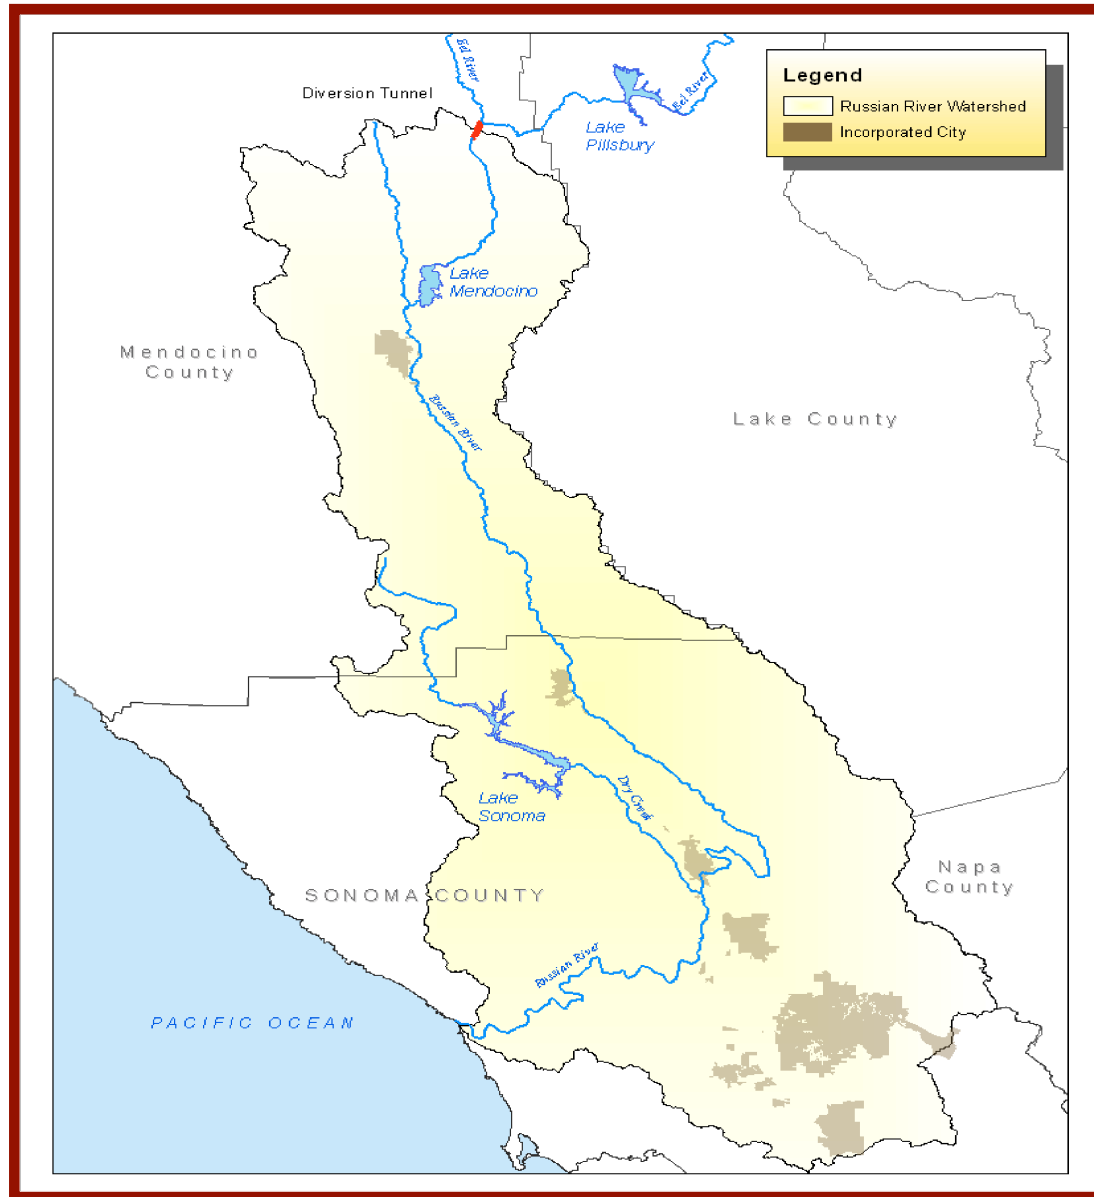 Eel River
Legend
Diversion Tunnel
Eel River
Russian River Watershed
Lake
Pillsbury
Incorporated City
Lake
Mendocino
Mendocino
County
Russian River
Lake County
Lake
Sonoma
Dry Creek
Napa
County
SONOMA COUNTY
Russian River
PACIFIC OCEAN